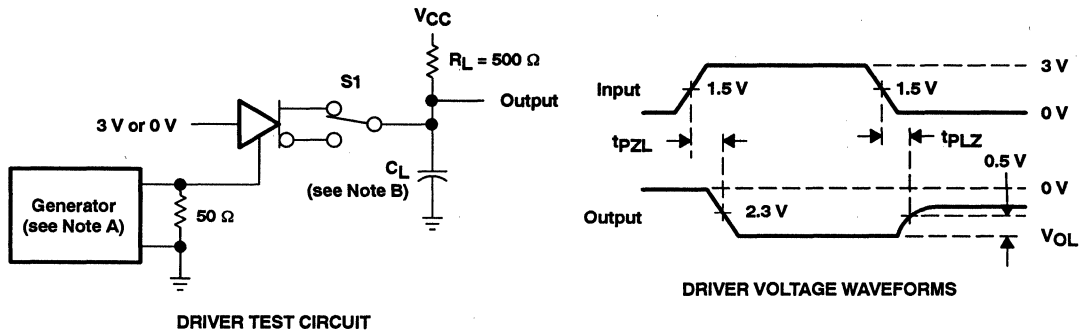 VCC
RL = 500 Ω
S1
Output
3 V or 0 V
CL
(see Note B)
Generator
(see Note A)
50 Ω
DRIVER TEST CIRCUIT
3 V
Input
1.5 V
1.5 V
0 V
tPZL
tPLZ
0.5 V
0 V
Output
2.3 V
VOL
DRIVER VOLTAGE WAVEFORMS